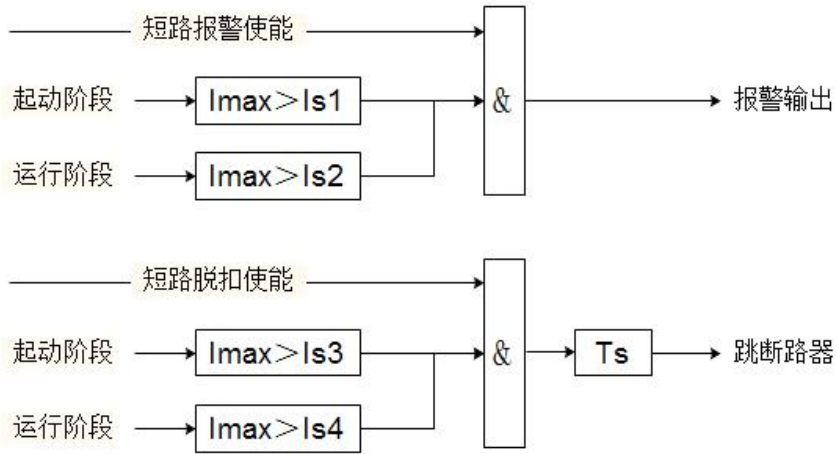 短路报警使能
起动阶段 Imax＞Is1 & 报警输出
运行阶段 Imax＞Is2
短路脱扣使能
起动阶段 Imax＞Is3 & Ts 跳断路器
运行阶段 Imax＞Is4